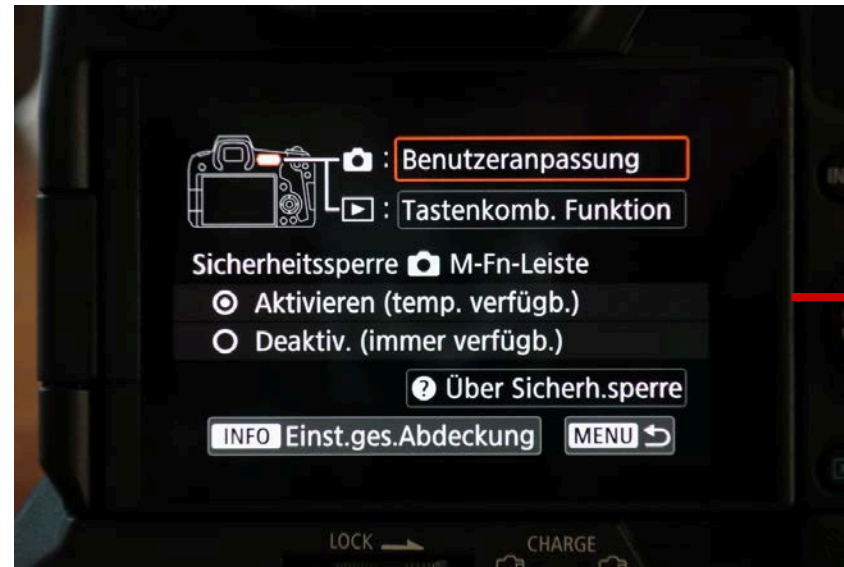 : Benutzeranpassung
: Tastenkomb. Funktion
Sicherheitssperre M-Fn-Leiste
Aktivieren (temp. verfügb.)
Deaktiv. (immer verfügb.)
? Über Sicherh.sperre
INFO Einst.ges.Abdeckung MENU
LOCK CHARGE